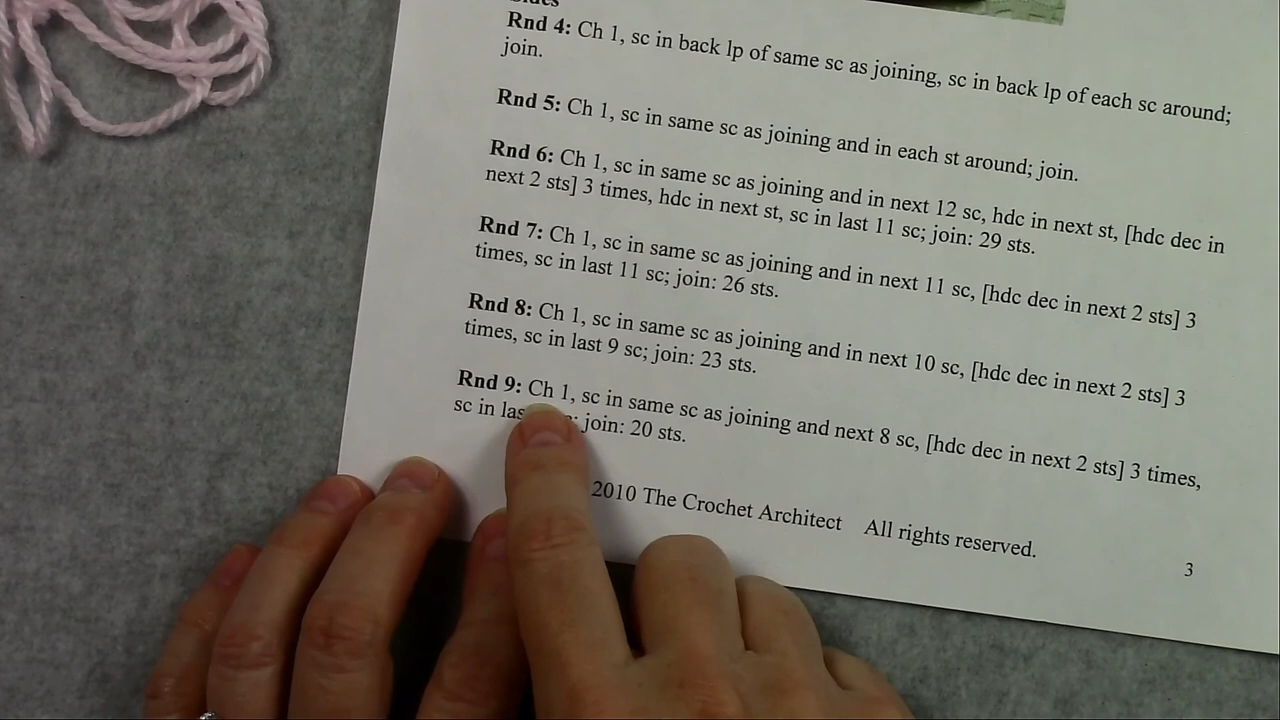 Rnd 4: Ch 1, sc in back lp of same sc as joining, sc in back lp of each sc around;
join.
Rnd 5: Ch 1, sc in same sc as joining and in each st around; join.
Rnd 6: Ch 1, sc in same sc as joining and in next 12 sc, hdc in next st, [hdc dec in
next 2 sts] 3 times, hdc in next st, sc in last 11 sc; join: 29 sts.
Rnd 7: Ch 1, sc in same sc as joining and in next 11 sc, [hdc dec in next 2 sts] 3
times, sc in last 11 sc; join: 26 sts.
Rnd 8: Ch 1, sc in same sc as joining and in next 10 sc, [hdc dec in next 2 sts] 3
times, sc in last 9 sc; join: 23 sts.
Rnd 9: Ch 1, sc in same sc as joining and next 8 sc, [hdc dec in next 2 sts] 3 times,
sc in join: 20 sts.
2010 The Crochet Architect All rights reserved.
3